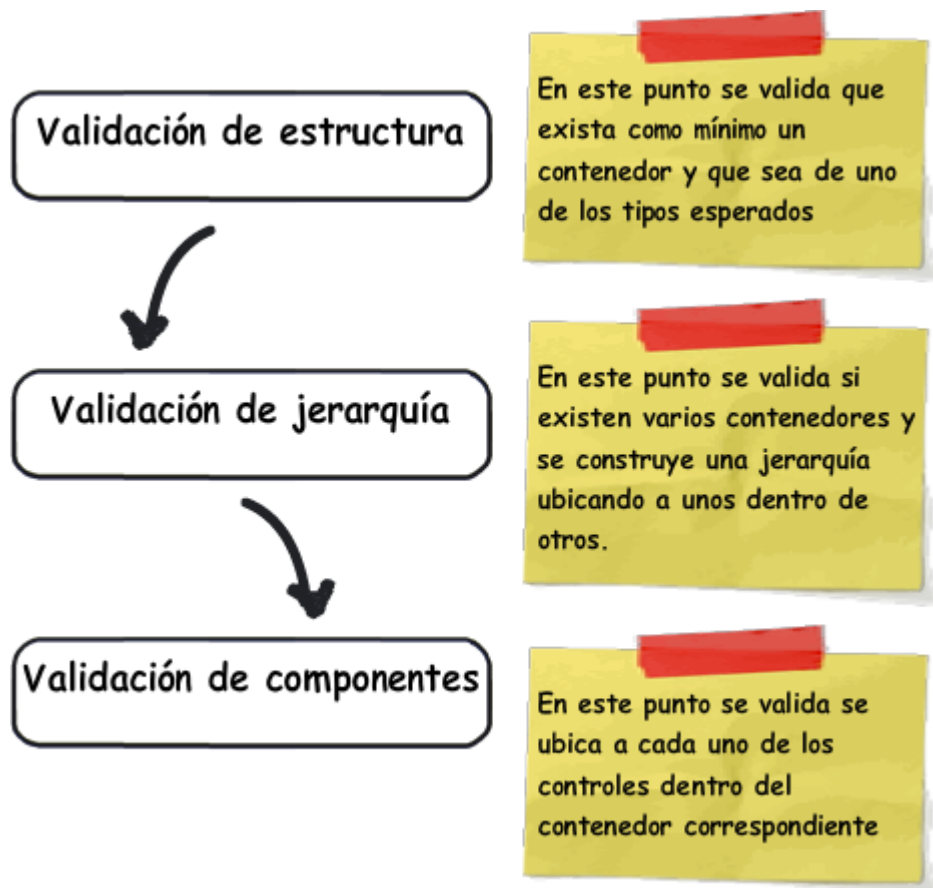 Validación de estructura
En este punto se valida que
exista como mínimo un
contenedor y que sea de uno
de los tipos esperados
Validación de jerarquía
En este punto se valida si
existen varios contenedores y
se construye una jerarquía
ubicando a unos dentro de
otros.
Validación de componentes
En este punto se valida se
ubica a cada uno de los
controles dentro del
contenedor correspondiente